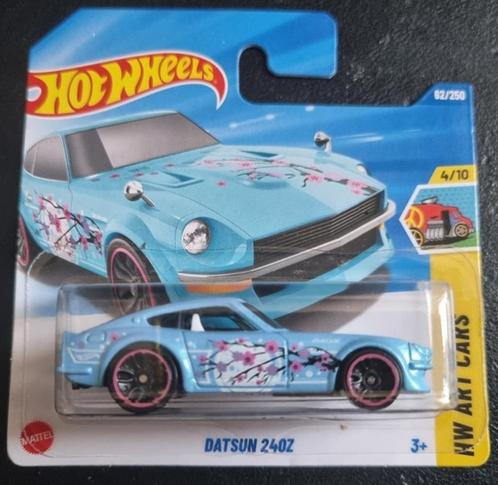 HOT WHEELS
62/250
4/10
HW ART CARS
MATTEL
DATSUN 240Z
3+